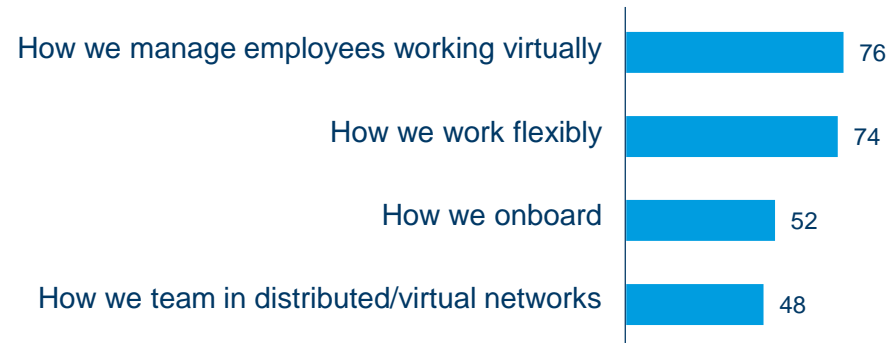 How we manage employees working virtually 76
How we work flexibly 74
How we onboard 52
How we team in distributed/virtual networks 48